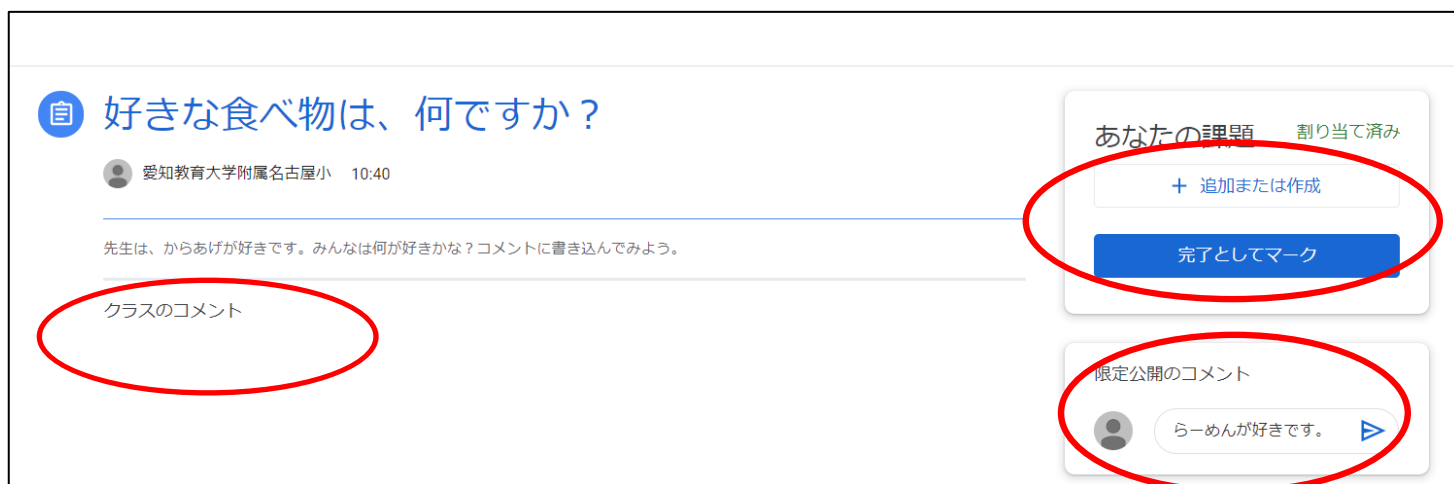 好きな食べ物は、何ですか？
愛知教育大学附属名古屋小 10:40
先生は、からあげが好きです。みんなは何が好きかな？コメントに書き込んでみよう。
クラスのコメント
あなたの課題 割り当て済み
+ 追加または作成
完了としてマーク
限定公開のコメント
らーめんが好きです。